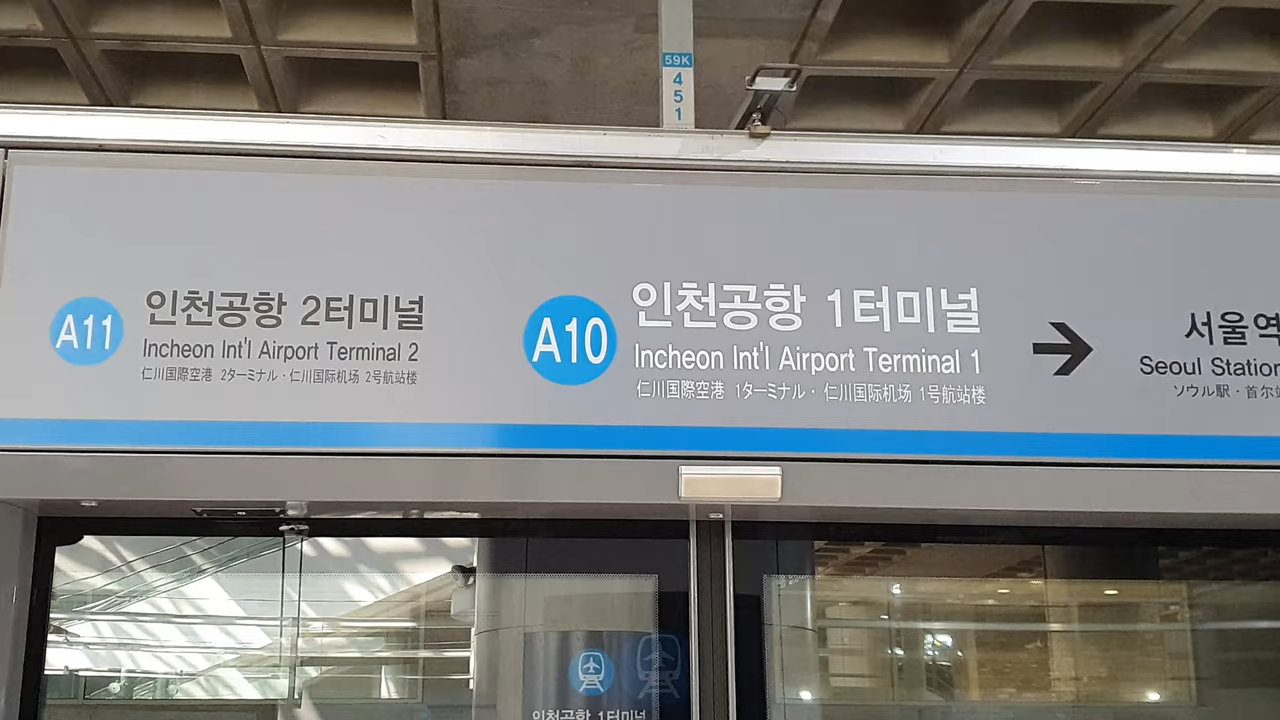 59K
4
5
1
A11
인천공항 2터미널
Incheon Int'l Airport Terminal 2
仁川国際空港 2ターミナル · 仁川国际机场 2号航站楼
A10
인천공항 1터미널
Incheon Int'l Airport Terminal 1
仁川国際空港 1ターミナル · 仁川国际机场 1号航站楼
→
서울역
Seoul Station
ソウル駅 · 首尔站
인천공항 1터미널